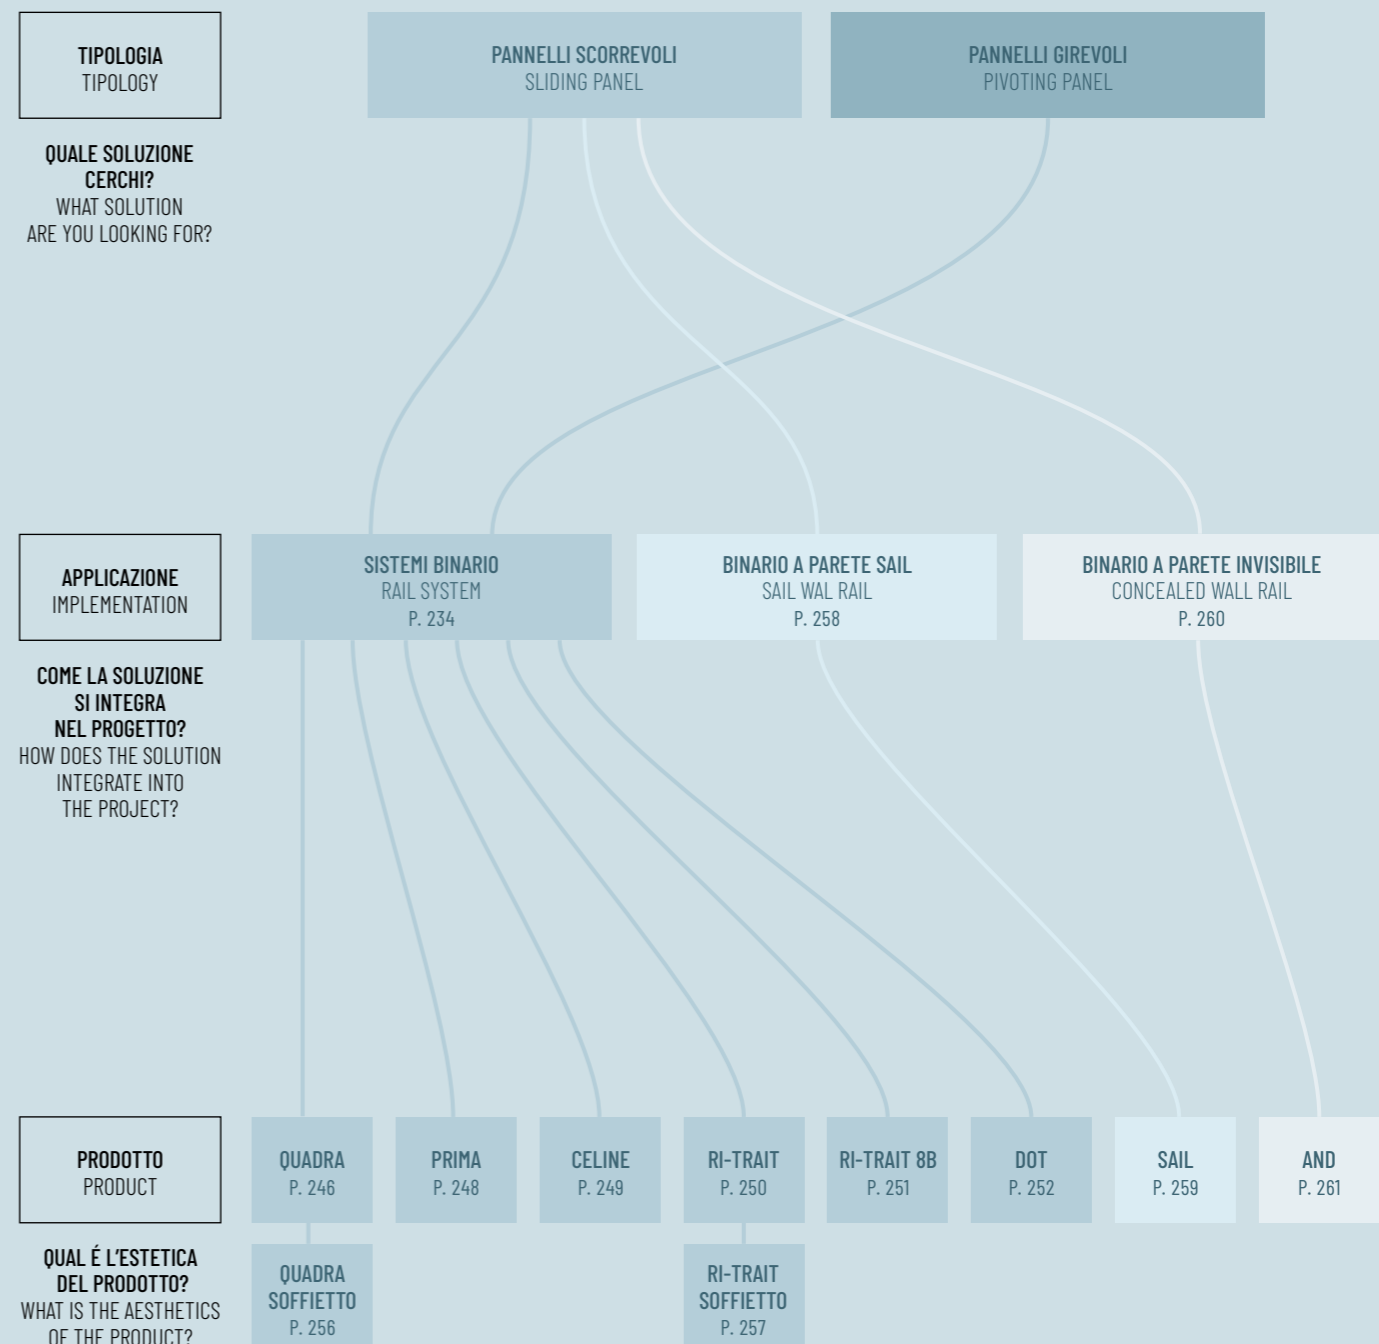 TIPOLOGIA
TIPOLOGY
PANNELLI SCORREVOLI
SLIDING PANEL
PANNELLI GIREVOLI
PIVOTING PANEL
QUALE SOLUZIONE
CERCHI?
WHAT SOLUTION
ARE YOU LOOKING FOR?
APPLICAZIONE
IMPLEMENTATION
SISTEMI BINARIO
RAIL SYSTEM
P. 234
BINARIO A PARETE SAIL
SAIL WAL RAIL
P. 258
BINARIO A PARETE INVISIBILE
CONCEALED WALL RAIL
P. 260
COME LA SOLUZIONE
SI INTEGRA
NEL PROGETTO?
HOW DOES THE SOLUTION
INTEGRATE INTO
THE PROJECT?
PRODOTTO
PRODUCT
QUADRA
P. 246
PRIMA
P. 248
CELINE
P. 249
RI-TRAIT
P. 250
RI-TRAIT 8B
P. 251
DOT
P. 252
SAIL
P. 259
AND
P. 261
QUAL É L'ESTETICA
DEL PRODOTTO?
WHAT IS THE AESTHETICS
OF THE PRODUCT?
QUADRA
SOFFIETTO
P. 256
RI-TRAIT
SOFFIETTO
P. 257